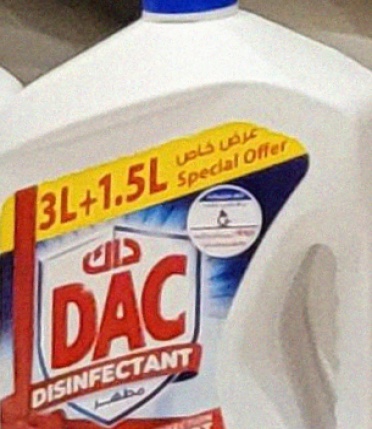 عرض خاص
3L+1.5L Special Offer
داك
DAC
DISINFECTANT
مطهر